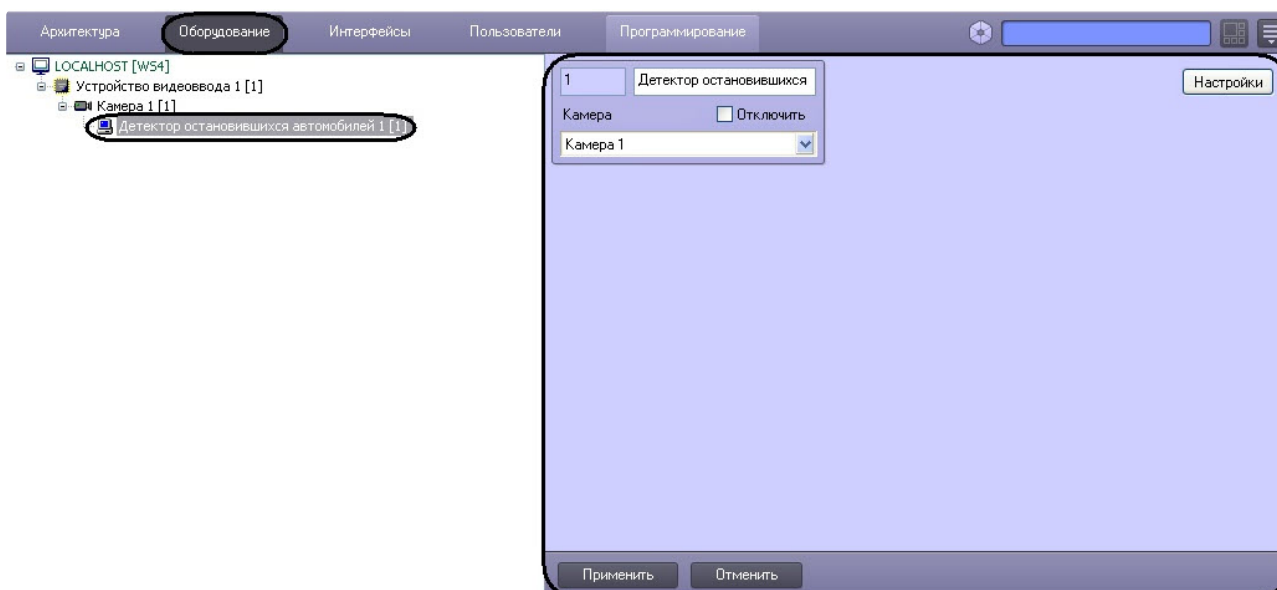 Архитектура Оборудование Интерфейсы Пользователи Программирование
LOCALHOST [WS4]
Устройство видеоввода 1 [1]
Камера 1 [1]
Детектор остановившихся автомобилей 1 [1]
1 Детектор остановившихся
Настройки
Камера Отключить
Камера 1
Применить Отменить